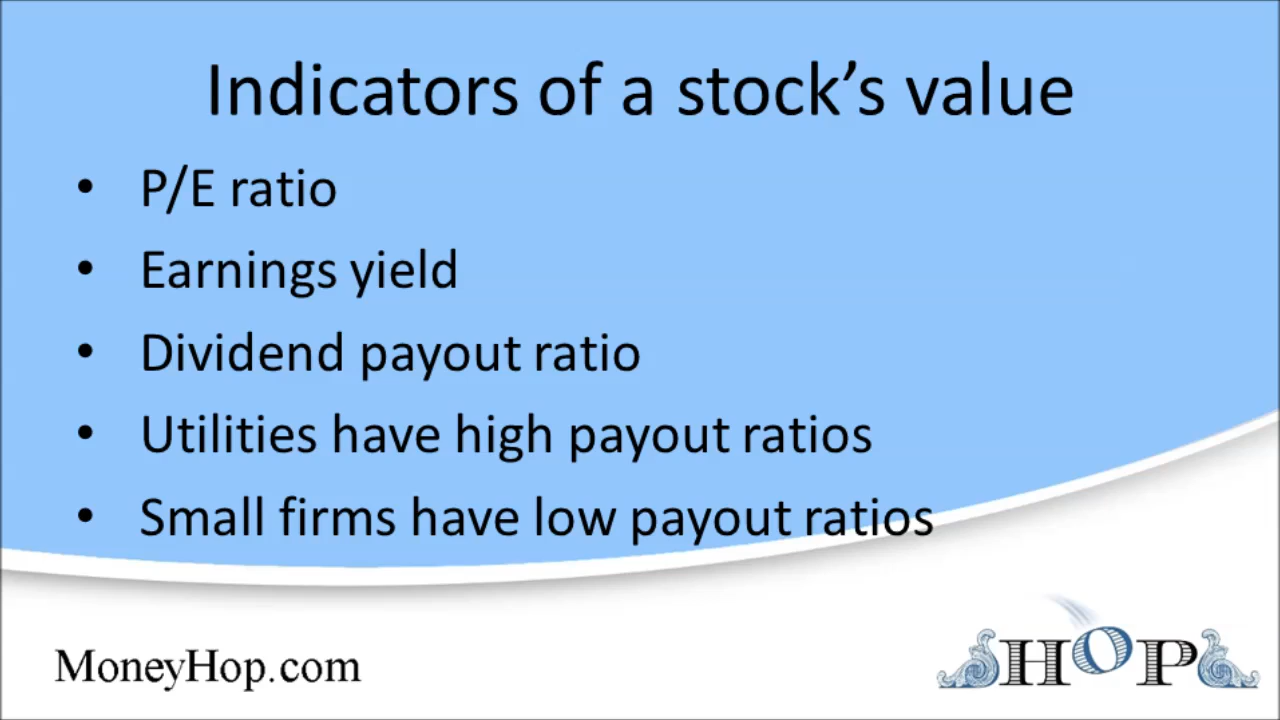 Indicators of a stock’s value
• P/E ratio
• Earnings yield
• Dividend payout ratio
• Utilities have high payout ratios
• Small firms have low payout ratios
MoneyHop.com
HOP